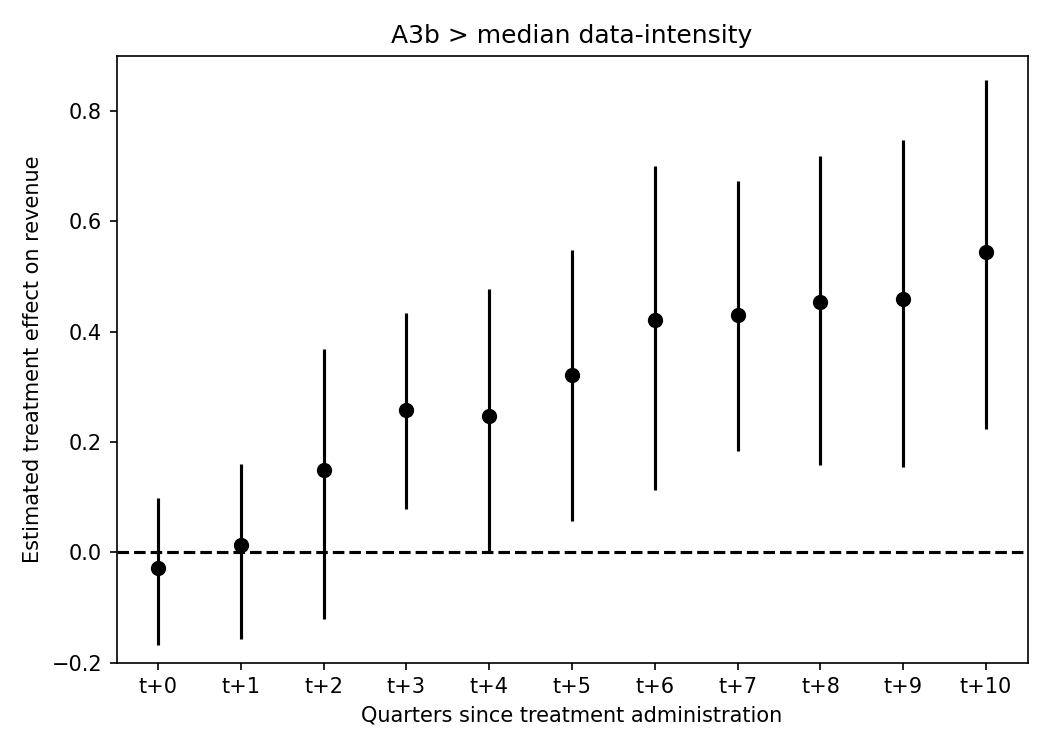 A3b > median data-intensity
Estimated treatment effect on revenue
0.8
0.6
0.4
0.2
0.0
−0.2
t+0 t+1 t+2 t+3 t+4 t+5 t+6 t+7 t+8 t+9 t+10
Quarters since treatment administration